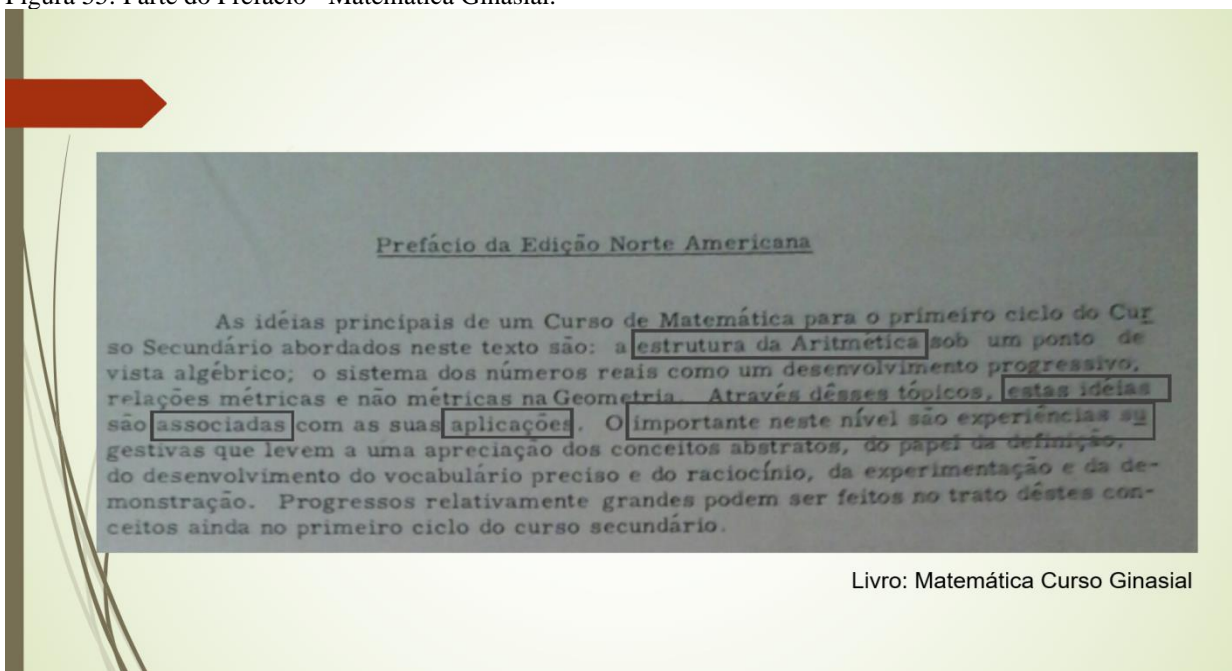 Figura 35: Parte do Prefácio - Matemática Ginasial.
Prefácio da Edição Norte Americana
As idéias principais de um Curso de Matemática para o primeiro ciclo do Cur
so Secundário abordados neste texto são: a estrutura da Aritmética sob um ponto de
vista algébrico; o sistema dos números reais como um desenvolvimento progressivo,
relações métricas e não métricas na Geometria. Através dêsses tópicos, estas idéias
são associadas com as suas aplicações. O importante neste nível são experiências su
gestivas que levem a uma apreciação dos conceitos abstratos, do papel da definição,
do desenvolvimento do vocabulário preciso e do raciocínio, da experimentação e da de-
monstração. Progressos relativamente grandes podem ser feitos no trato dêstes con-
ceitos ainda no primeiro ciclo do curso secundário.
Livro: Matemática Curso Ginasial